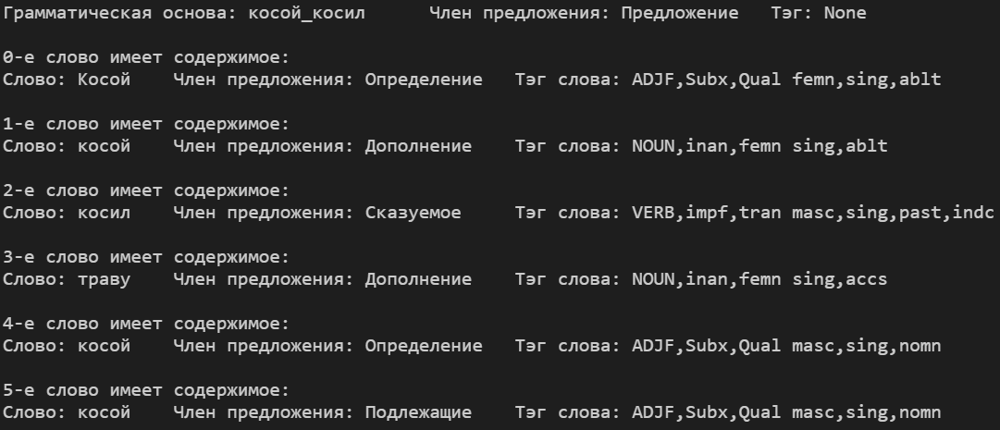 Грамматическая основа: косой_косил Член предложения: Предложение Тэг: None
0-е слово имеет содержимое:
Слово: Косой Член предложения: Определение Тэг слова: ADJF,Subx,Qual femn,sing,ablt
1-е слово имеет содержимое:
Слово: косой Член предложения: Дополнение Тэг слова: NOUN,inan,femn sing,ablt
2-е слово имеет содержимое:
Слово: косил Член предложения: Сказуемое Тэг слова: VERB,impf,tran masc,sing,past,indc
3-е слово имеет содержимое:
Слово: траву Член предложения: Дополнение Тэг слова: NOUN,inan,femn sing,accs
4-е слово имеет содержимое:
Слово: косой Член предложения: Определение Тэг слова: ADJF,Subx,Qual masc,sing,nomn
5-е слово имеет содержимое:
Слово: косой Член предложения: Подлежащие Тэг слова: ADJF,Subx,Qual masc,sing,nomn